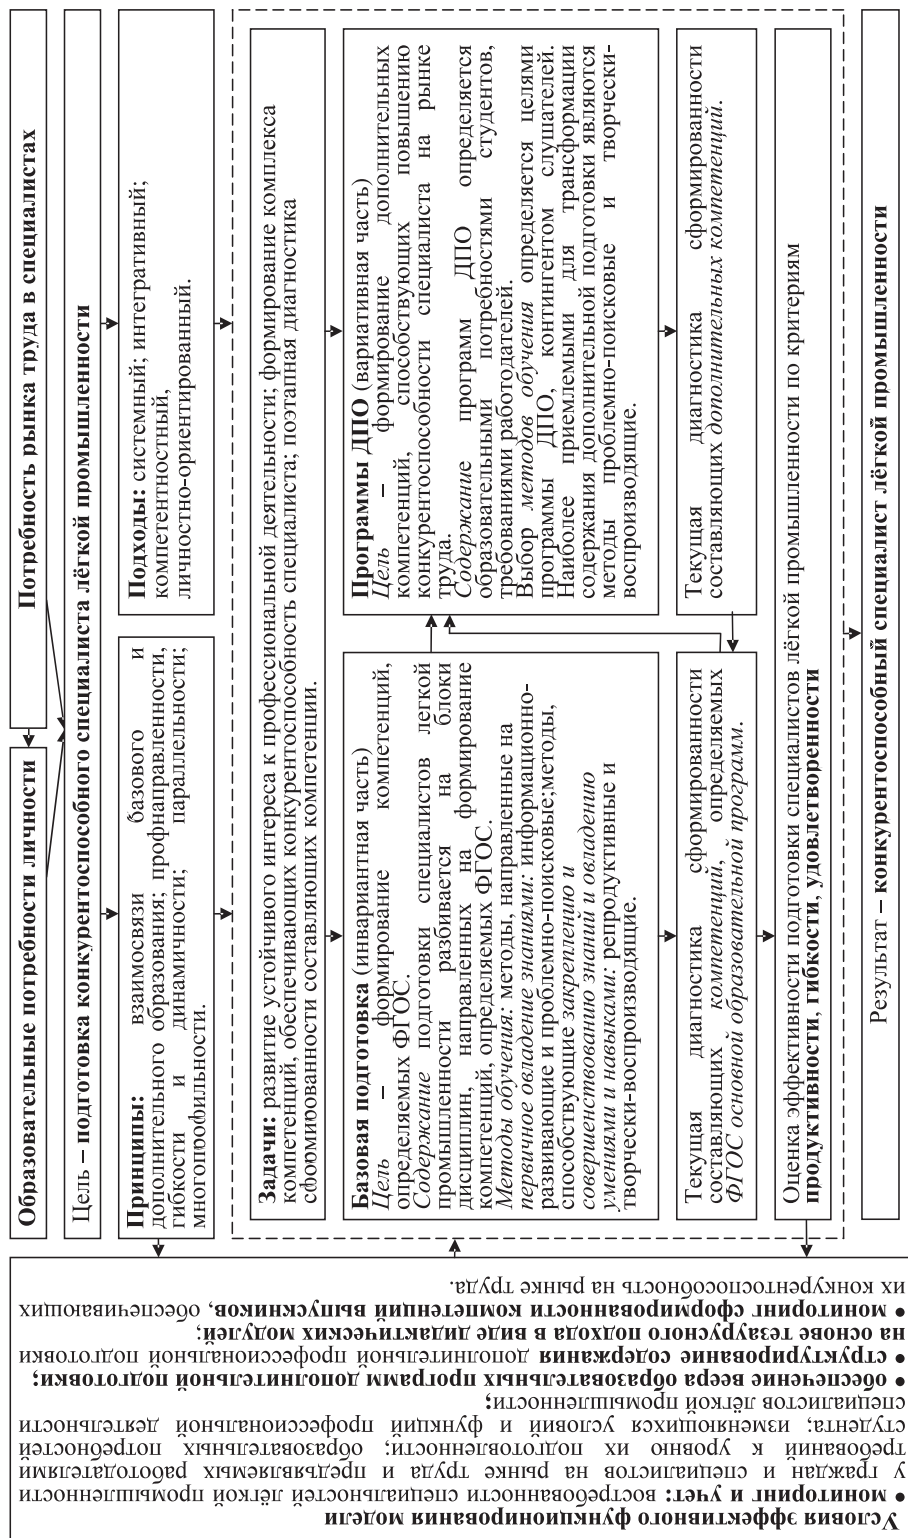 Образовательные потребности личности
Потребность рынка труда в специалистах
Цель – подготовка конкурентоспособного специалиста лёгкой промышленности
Принципы: взаимосвязи базового и
дополнительного образования; профнаправленности,
гибкости и динамичности; параллельности;
многопрофильности.
Подходы: системный; интегративный;
компетентностный,
личностно-ориентированный.
Задачи: развитие устойчивого интереса к профессиональной деятельности; формирование комплекса
компетенций, обеспечивающих конкурентоспособность специалиста; поэтапная диагностика
сформированности составляющих компетенции.
Базовая подготовка (инвариантная часть)
Цель – формирование компетенций,
определяемых ФГОС.
Содержание подготовки специалистов легкой
промышленности разбивается на блоки
дисциплин, направленных на формирование
компетенций, определяемых ФГОС.
Методы обучения: методы, направленные на
первичное овладение знаниями: информационно-
развивающие и проблемно-поисковые;методы,
способствующие закреплению и
совершенствованию знаний и овладению
умениями и навыками: репродуктивные и
творчески-воспроизводящие.
Программы ДПО (вариативная часть)
Цель – формирование дополнительных
компетенций, способствующих повышению
конкурентоспособности специалиста на рынке
труда.
Содержание программ ДПО определяется
образовательными потребностями студентов,
требованиями работодателей.
Выбор методов обучения определяется целями
программы ДПО, контингентом слушателей.
Наиболее приемлемыми для трансформации
содержания дополнительной подготовки являются
методы проблемно-поисковые и творчески-
воспроизводящие.
Текущая диагностика сформированности
составляющих компетенций, определяемых
ФГОС основной образовательной программ.
Текущая диагностика сформированности
составляющих дополнительных компетенций.
Оценка эффективности подготовки специалистов лёгкой промышленности по критериям
продуктивности, гибкости, удовлетворенности
Результат – конкурентоспособный специалист лёгкой промышленности
Условия эффективного функционирования модели
• мониторинг и учет: востребованности специальностей лёгкой промышленности
у граждан и специалистов на рынке труда и предъявляемых работодателями
требований к уровню их подготовленности; образовательных потребностей
студента; изменяющихся условий и функций профессиональной деятельности
специалистов лёгкой промышленности;
• обеспечение веера образовательных программ дополнительной подготовки;
• структурирование содержания дополнительной профессиональной подготовки
на основе тезаурусного подхода в виде дидактических модулей;
• мониторинг сформированности компетенций выпускников, обеспечивающих
их конкурентоспособность на рынке труда.